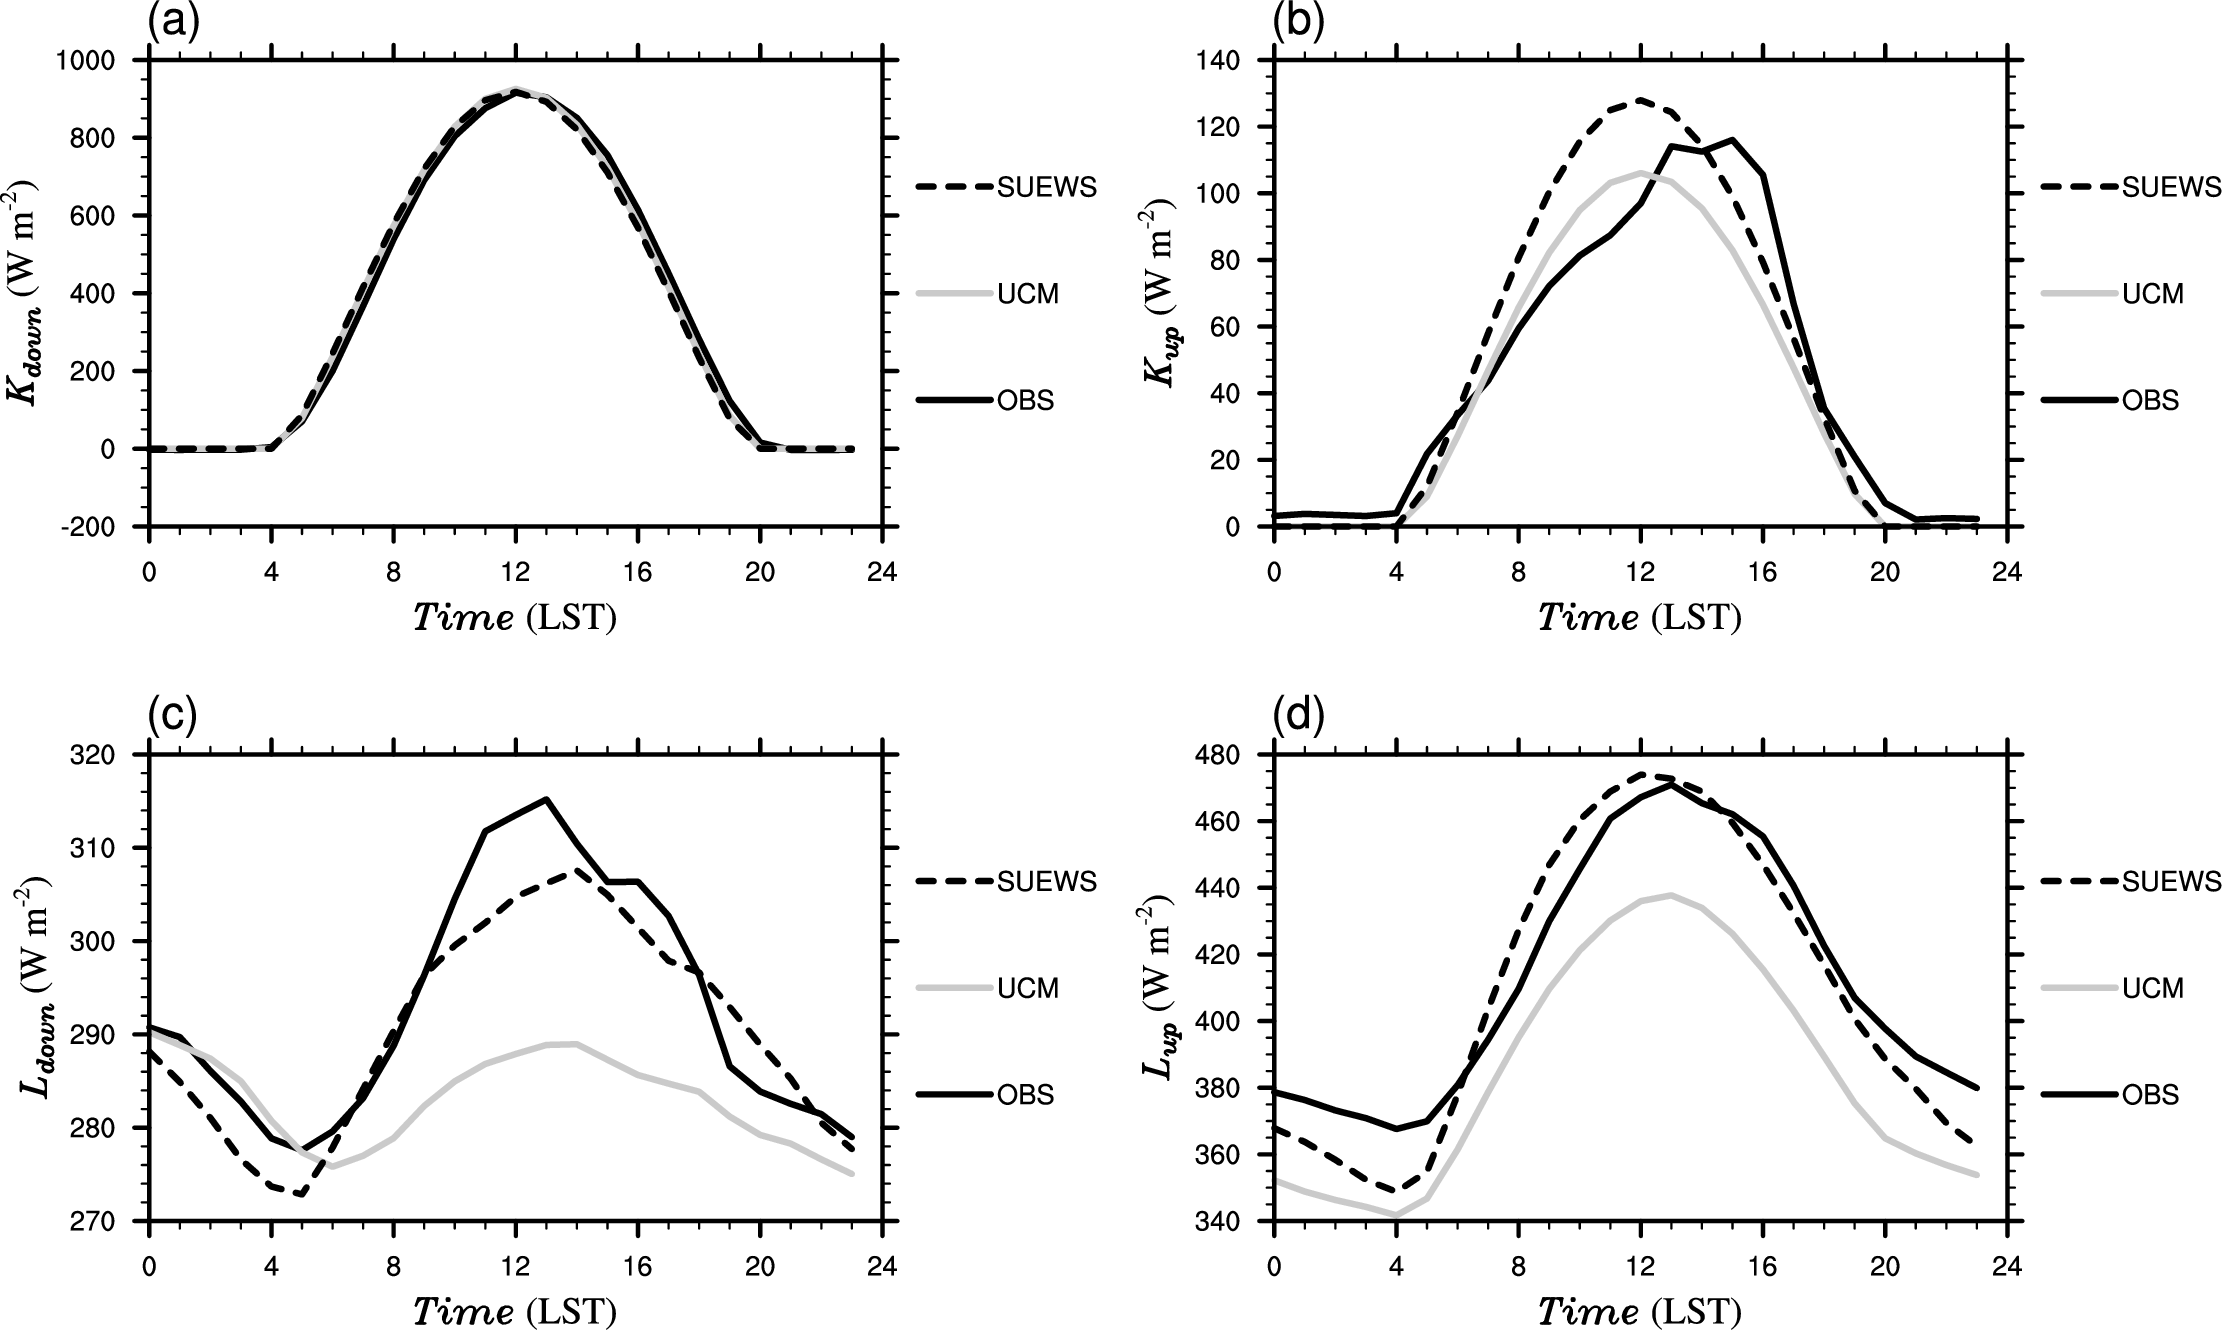 (a)
1000
800
600
400
200
0
-200
K down (W m-2)
0 4 8 12 16 20 24
Time (LST)
SUEWS
UCM
OBS
(b)
140
120
100
80
60
40
20
0
K up (W m-2)
0 4 8 12 16 20 24
Time (LST)
SUEWS
UCM
OBS
(c)
320
310
300
290
280
270
L down (W m-2)
0 4 8 12 16 20 24
Time (LST)
SUEWS
UCM
OBS
(d)
480
460
440
420
400
380
360
340
L up (W m-2)
0 4 8 12 16 20 24
Time (LST)
SUEWS
UCM
OBS